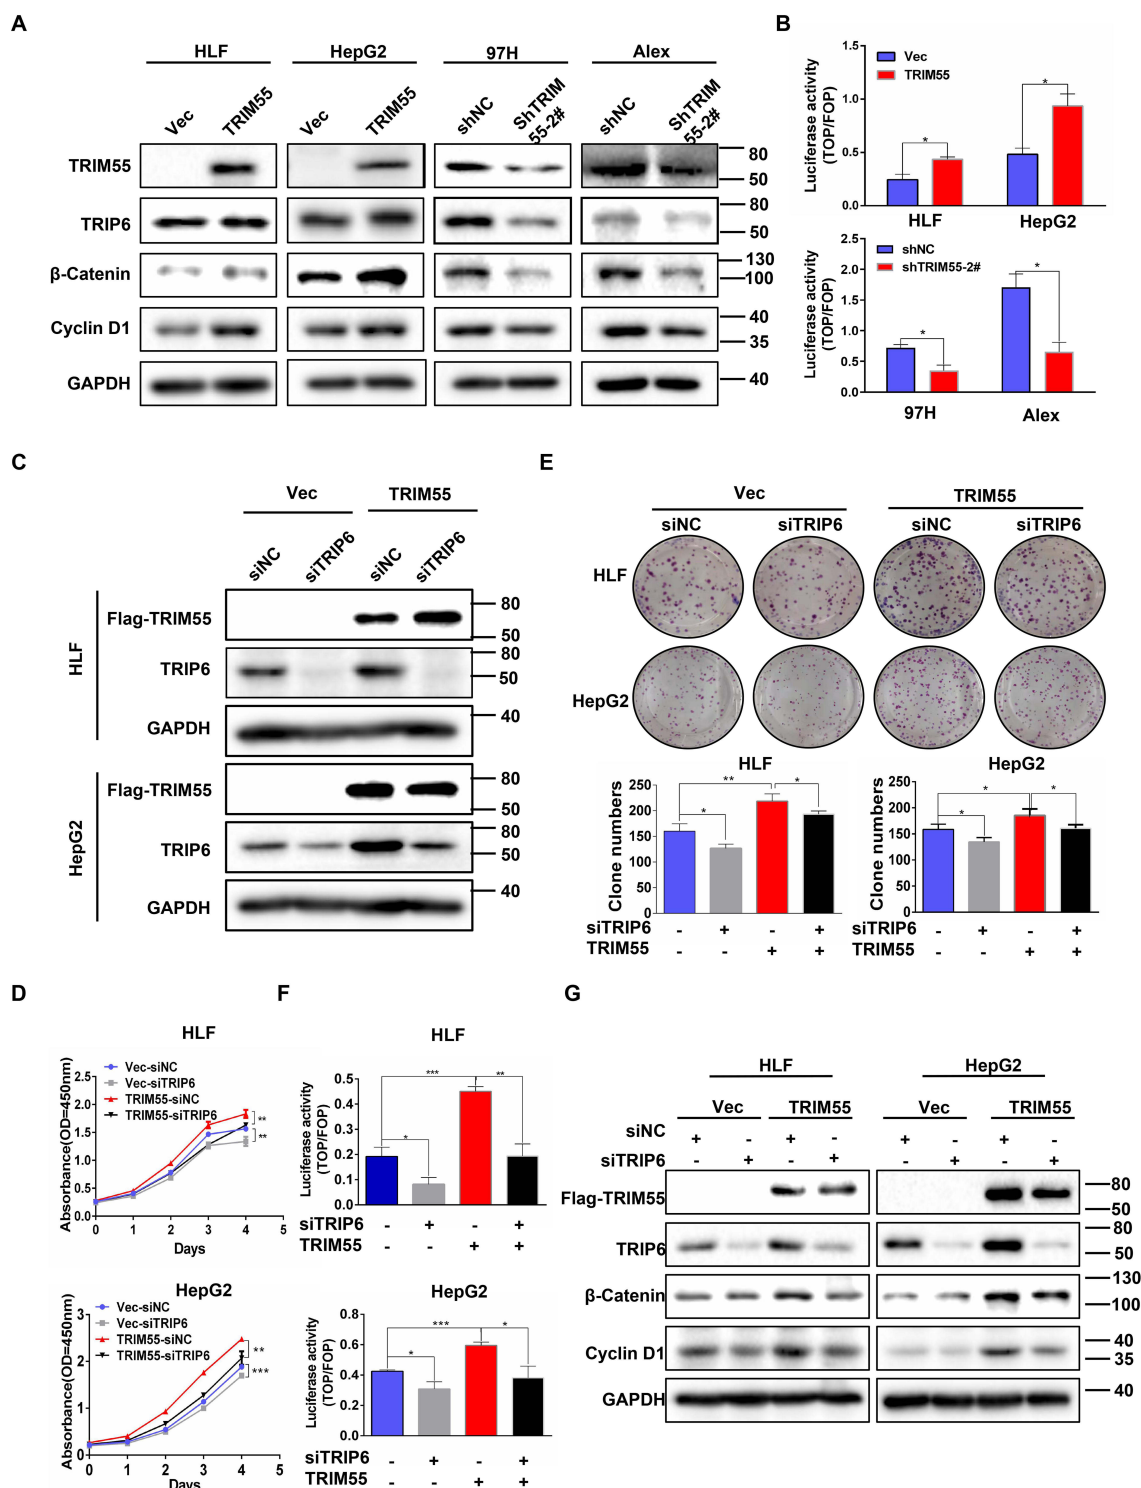 A
HLF HepG2 97H Alex
Vec TRIM55 Vec TRIM55 shNC ShTRIM 55-2# shNC ShTRIM 55-2#
TRIM55 80 50
TRIP6 80 50
β-Catenin 130 100
Cyclin D1 40 35
GAPDH 40
B
Luciferase activity (TOP/FOP)
1.5 1.0 0.5 0.0
Vec
TRIM55
* *
HLF HepG2
Luciferase activity (TOP/FOP)
2.5 2.0 1.5 1.0 0.5 0.0
shNC
shTRIM55-2#
* *
97H Alex
C
Vec TRIM55
siNC siTRIP6 siNC siTRIP6
HLF
Flag-TRIM55 80 50
TRIP6 80 50
GAPDH 40
HepG2
Flag-TRIM55 80 50
TRIP6 80 50
GAPDH 40
E
Vec TRIM55
siNC siTRIP6 siNC siTRIP6
HLF
HepG2
HLF
Clone numbers
250 200 150 100 50 0
** * *
siTRIP6 - + - +
TRIM55 - - + +
HepG2
Clone numbers
250 200 150 100 50 0
* * *
siTRIP6 - + - +
TRIM55 - - + +
D
HLF
Absorbance(OD=450nm)
2.5 2.0 1.5 1.0 0.5 0.0
Vec-siNC
Vec-siTRIP6
TRIM55-siNC
TRIM55-siTRIP6
**
**
0 1 2 3 4 5
Days
HepG2
Absorbance(OD=450nm)
3 2 1 0
Vec-siNC
Vec-siTRIP6
TRIM55-siNC
TRIM55-siTRIP6
**
***
0 1 2 3 4 5
Days
F
HLF
Luciferase activity (TOP/FOP)
0.5 0.4 0.3 0.2 0.1 0.0
*** ** *
siTRIP6 - + - +
TRIM55 - - + +
HepG2
Luciferase activity (TOP/FOP)
0.8 0.6 0.4 0.2 0.0
*** * *
siTRIP6 - + - +
TRIM55 - - + +
G
HLF HepG2
Vec TRIM55 Vec TRIM55
siNC + - + - + - + -
siTRIP6 - + - + - + - +
Flag-TRIM55 80 50
TRIP6 80 50
β-Catenin 130 100
Cyclin D1 40 35
GAPDH 40